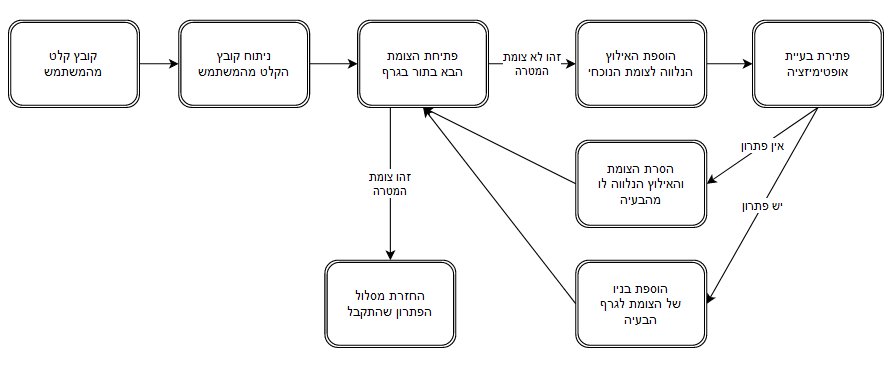 קובץ קלט
מהמשתמש
ניתוח קובץ
הקלט מהמשתמש
פתיחת הצומת
הבא בתור בגרף
זהו לא צומת
המטרה
הוספת האילוץ
הנלווה לצומת הנוכחי
פתירת בעיית
אופטימיזציה
אין פתרון
הסרת הצומת
והאילוץ הנלווה לו
מהבעיה
זהו צומת
המטרה
יש פתרון
הוספת בניו
של הצומת לגרף
הבעיה
החזרת מסלול
הפתרון שהתקבל